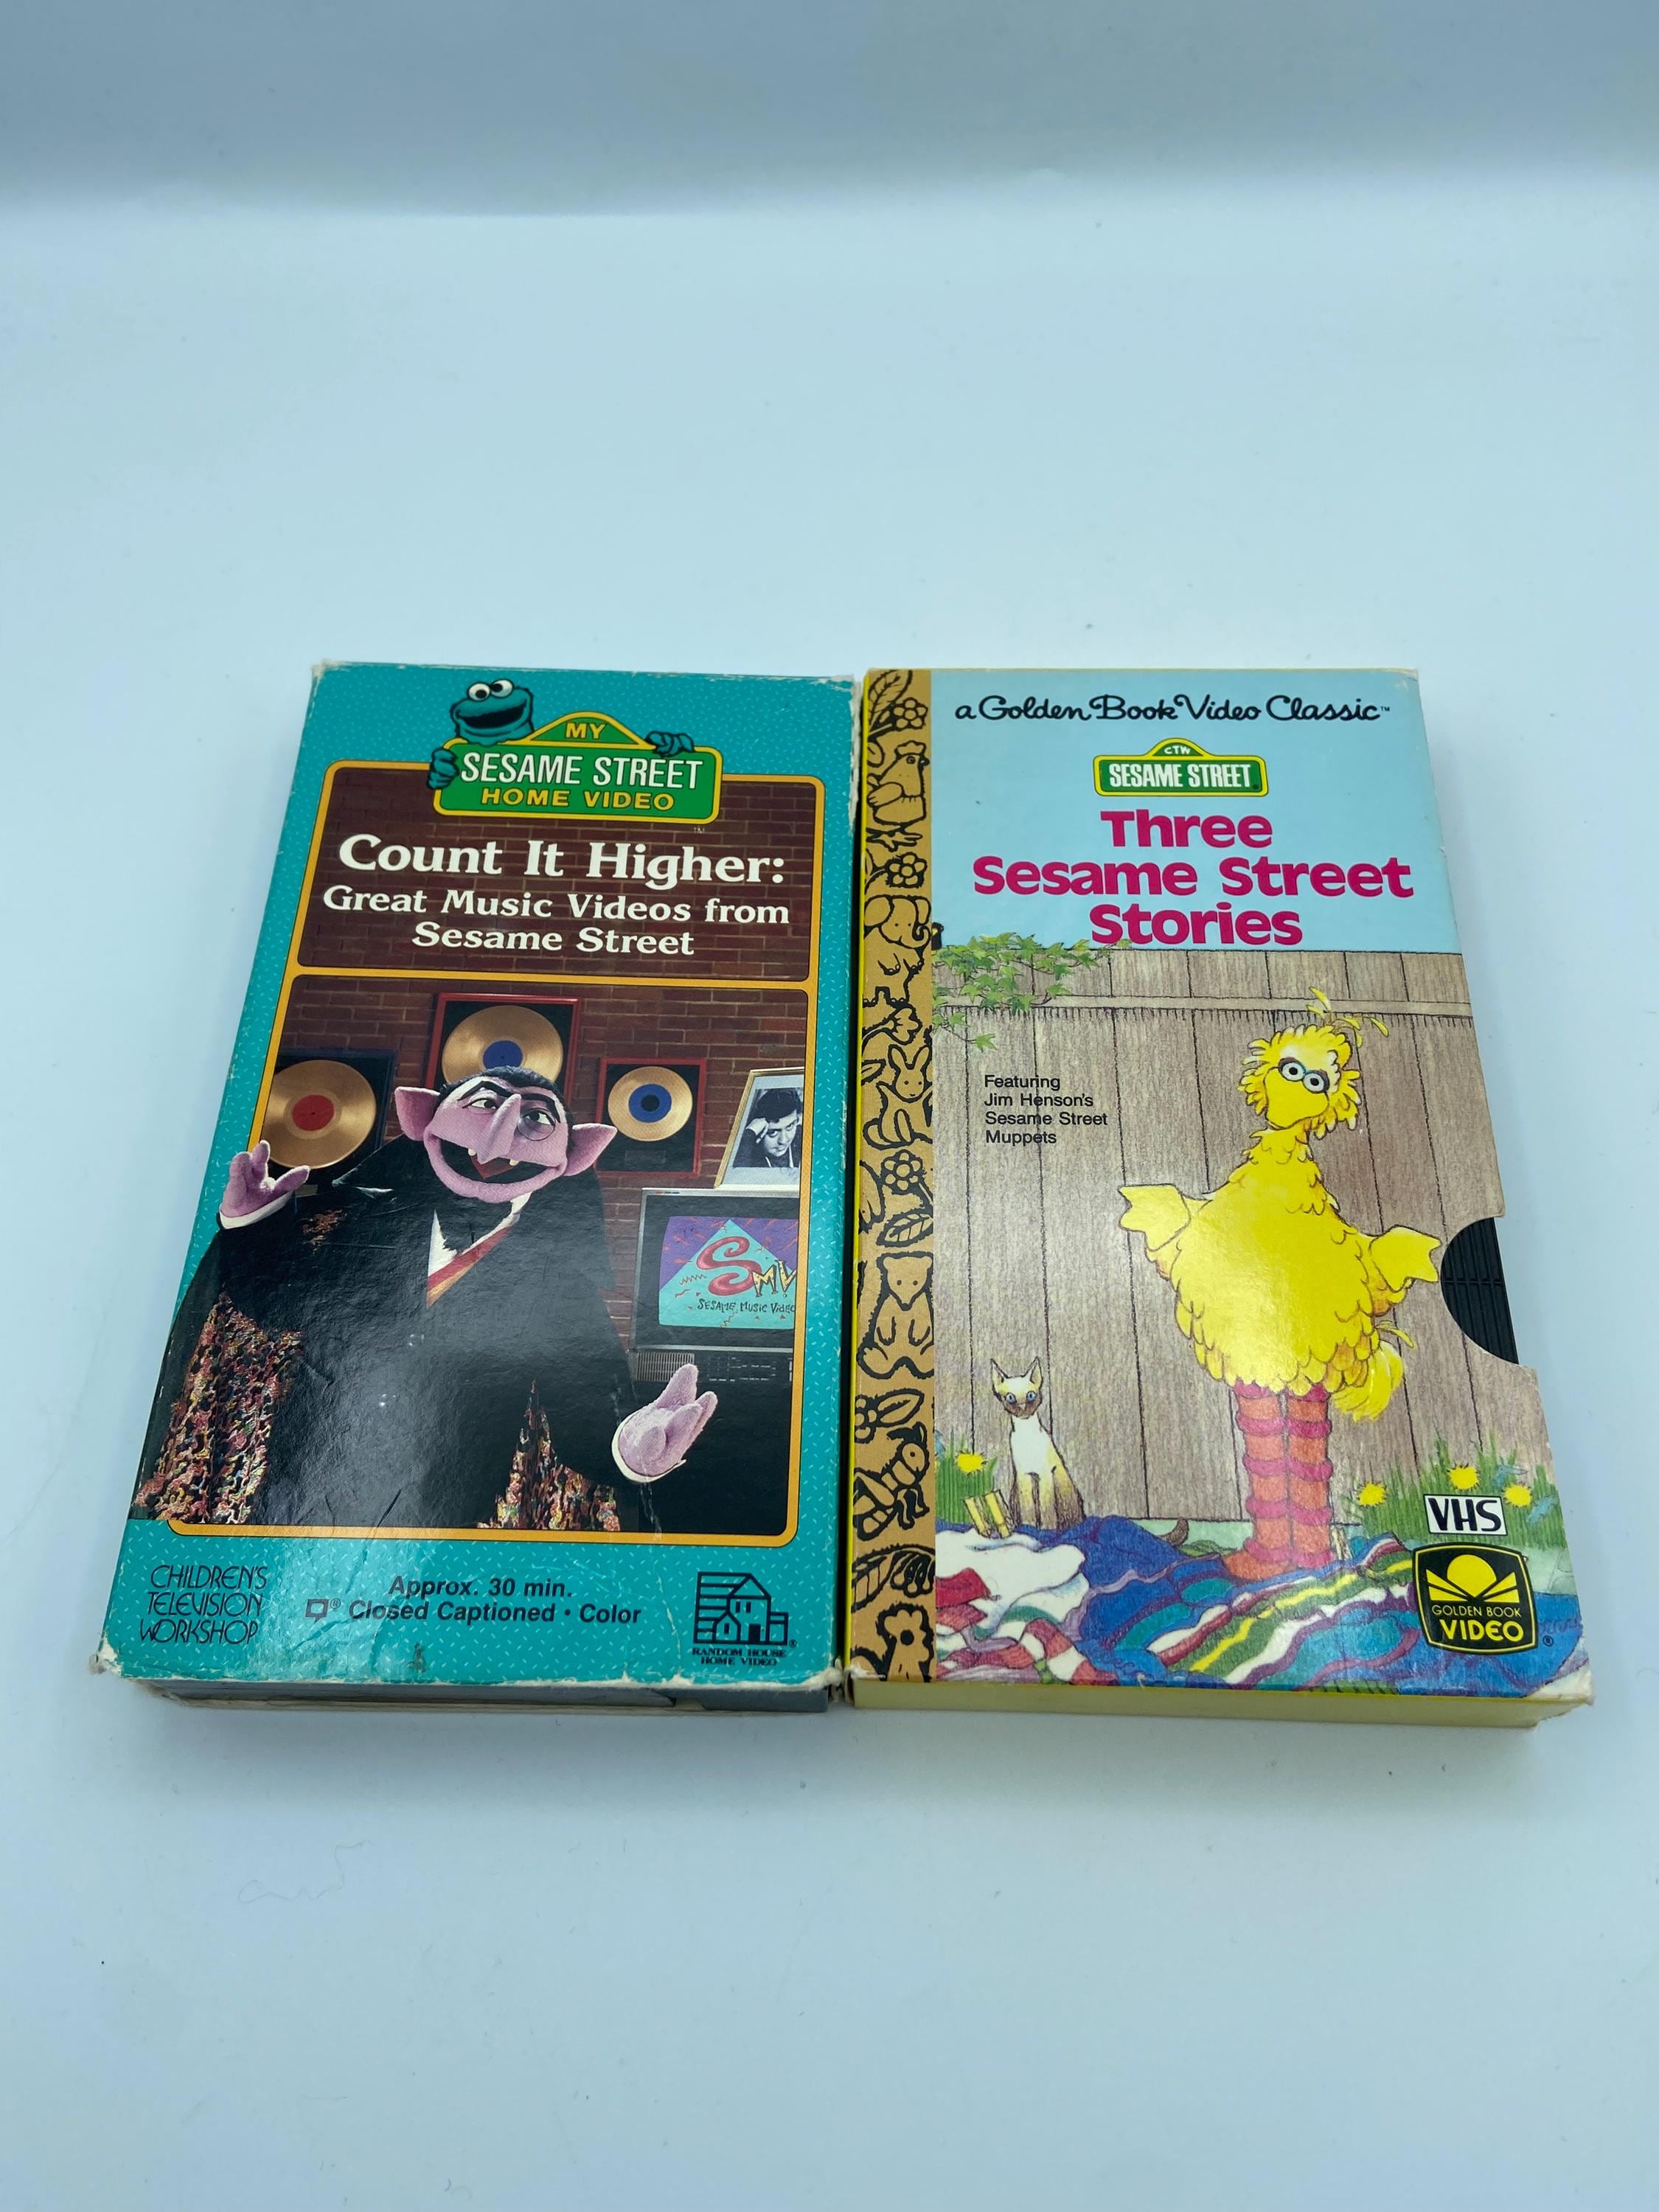 MY
SESAME STREET
HOME VIDEO
™
Count It Higher:
Great Music Videos from
Sesame Street
SMV
SESAME MUSIC VIDEO
CHILDREN'S
TELEVISION
WORKSHOP
Approx. 30 min.
® Closed Captioned • Color
®
RANDOM HOUSE
HOME VIDEO
a Golden Book Video Classic™
CTW
SESAME STREET®
Three
Sesame Street
Stories
Featuring
Jim Henson's
Sesame Street
Muppets
VHS
GOLDEN BOOK
VIDEO
®